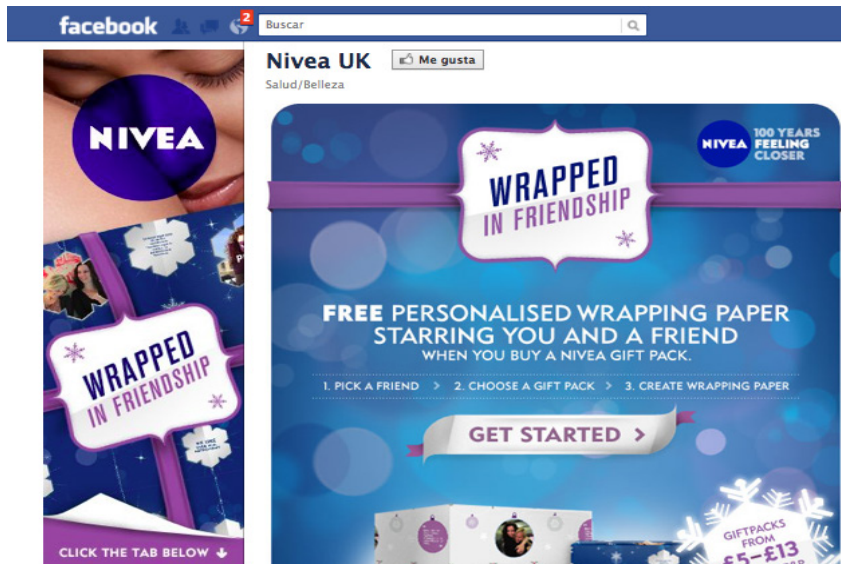 facebook
2
Buscar
Nivea UK
Me gusta
Salud/Belleza
NIVEA
WRAPPED
IN FRIENDSHIP
CLICK THE TAB BELOW
WRAPPED
IN FRIENDSHIP
NIVEA
100 YEARS
FEELING
CLOSER
FREE PERSONALISED WRAPPING PAPER
STARRING YOU AND A FRIEND
WHEN YOU BUY A NIVEA GIFT PACK.
1. PICK A FRIEND > 2. CHOOSE A GIFT PACK > 3. CREATE WRAPPING PAPER
GET STARTED >
GIFTPACKS
FROM
£5–£13